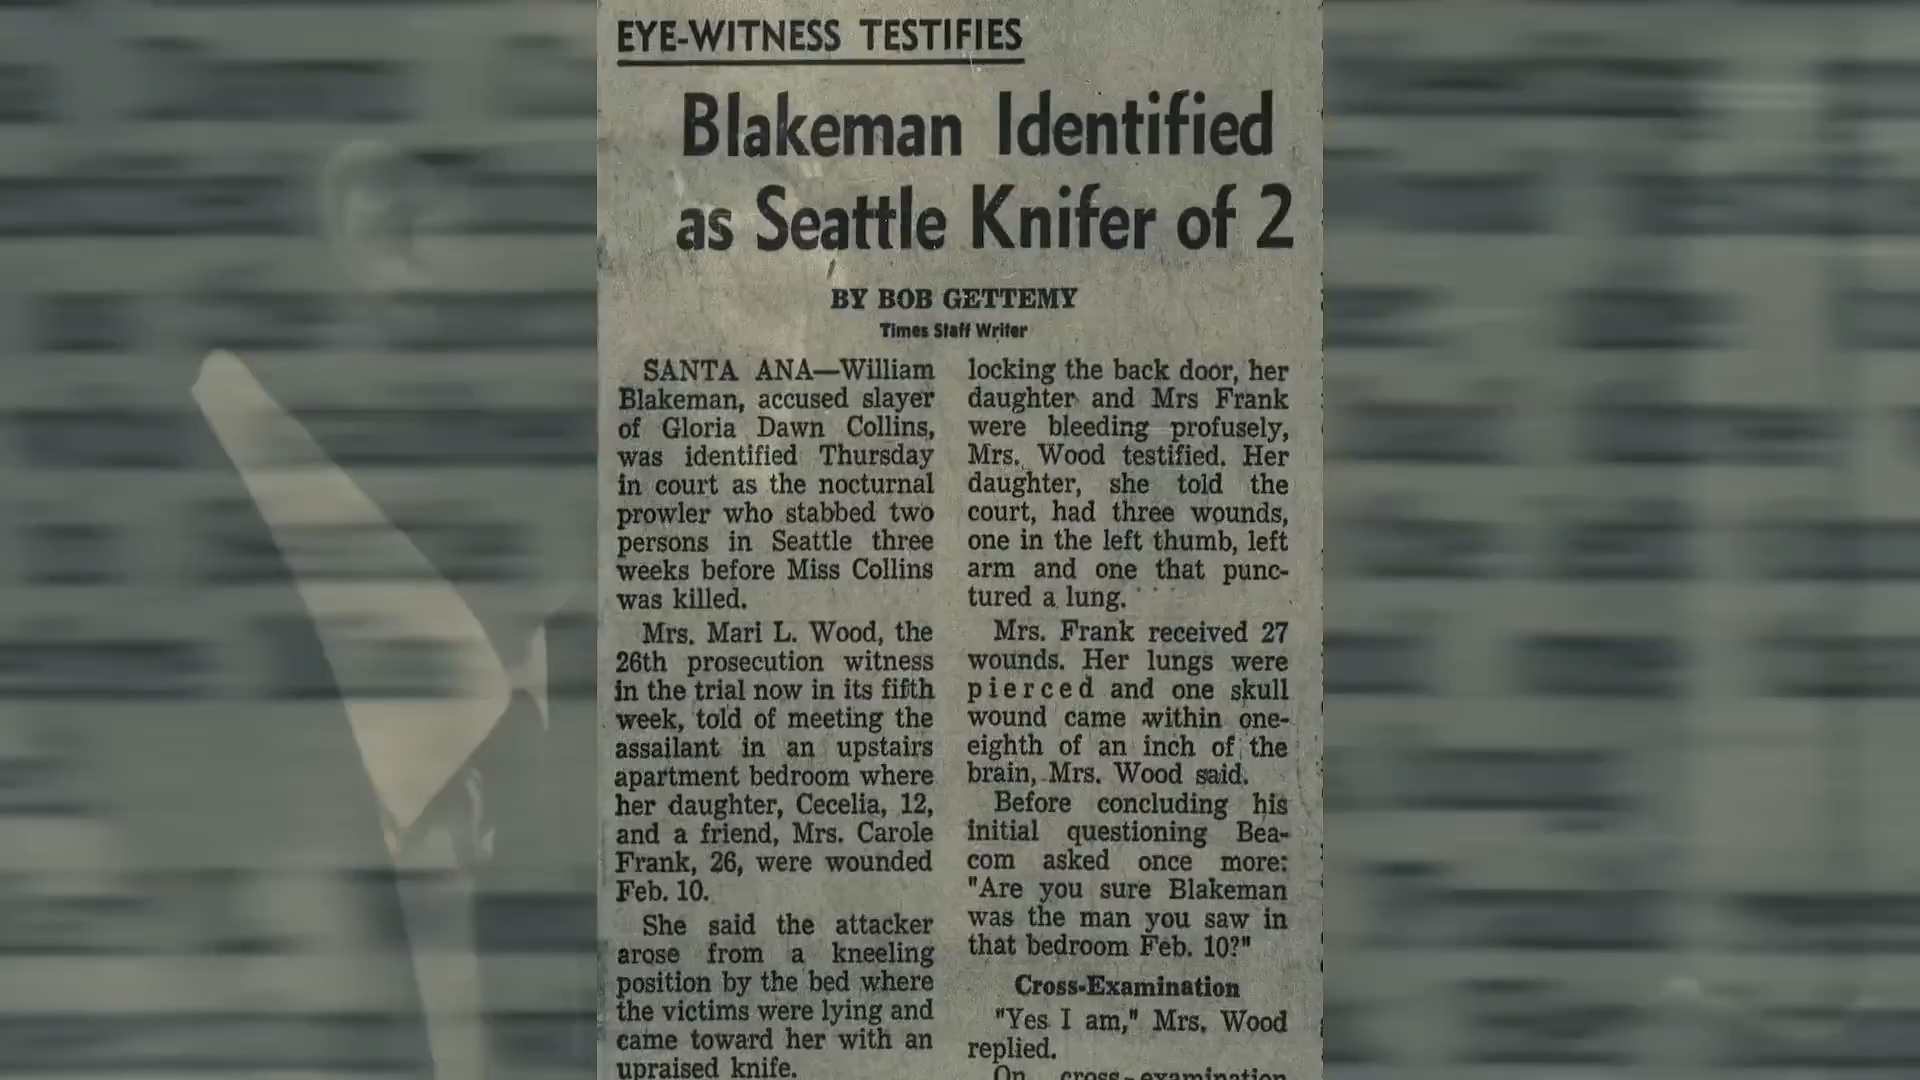 EYE-WITNESS TESTIFIES
Blakeman Identified
as Seattle Knifer of 2
BY BOB GETTEMY
Times Staff Writer
SANTA ANA—William
Blakeman, accused slayer
of Gloria Dawn Collins,
was identified Thursday
in court as the nocturnal
prowler who stabbed two
persons in Seattle three
weeks before Miss Collins
was killed.
Mrs. Mari L. Wood, the
26th prosecution witness
in the trial now in its fifth
week, told of meeting the
assailant in an upstairs
apartment bedroom where
her daughter, Cecelia, 12,
and a friend, Mrs. Carole
Frank, 26, were wounded
Feb. 10.
She said the attacker
arose from a kneeling
position by the bed where
the victims were lying and
came toward her with an
upraised knife.
locking the back door, her
daughter and Mrs Frank
were bleeding profusely,
Mrs. Wood testified. Her
daughter, she told the
court, had three wounds,
one in the left thumb, left
arm and one that punc-
tured a lung.
Mrs. Frank received 27
wounds. Her lungs were
pierced and one skull
wound came within one-
eighth of an inch of the
brain, Mrs. Wood said.
Before concluding his
initial questioning Bea-
com asked once more:
"Are you sure Blakeman
was the man you saw in
that bedroom Feb. 10?"
Cross-Examination
"Yes I am," Mrs. Wood
replied.
On cross-examination